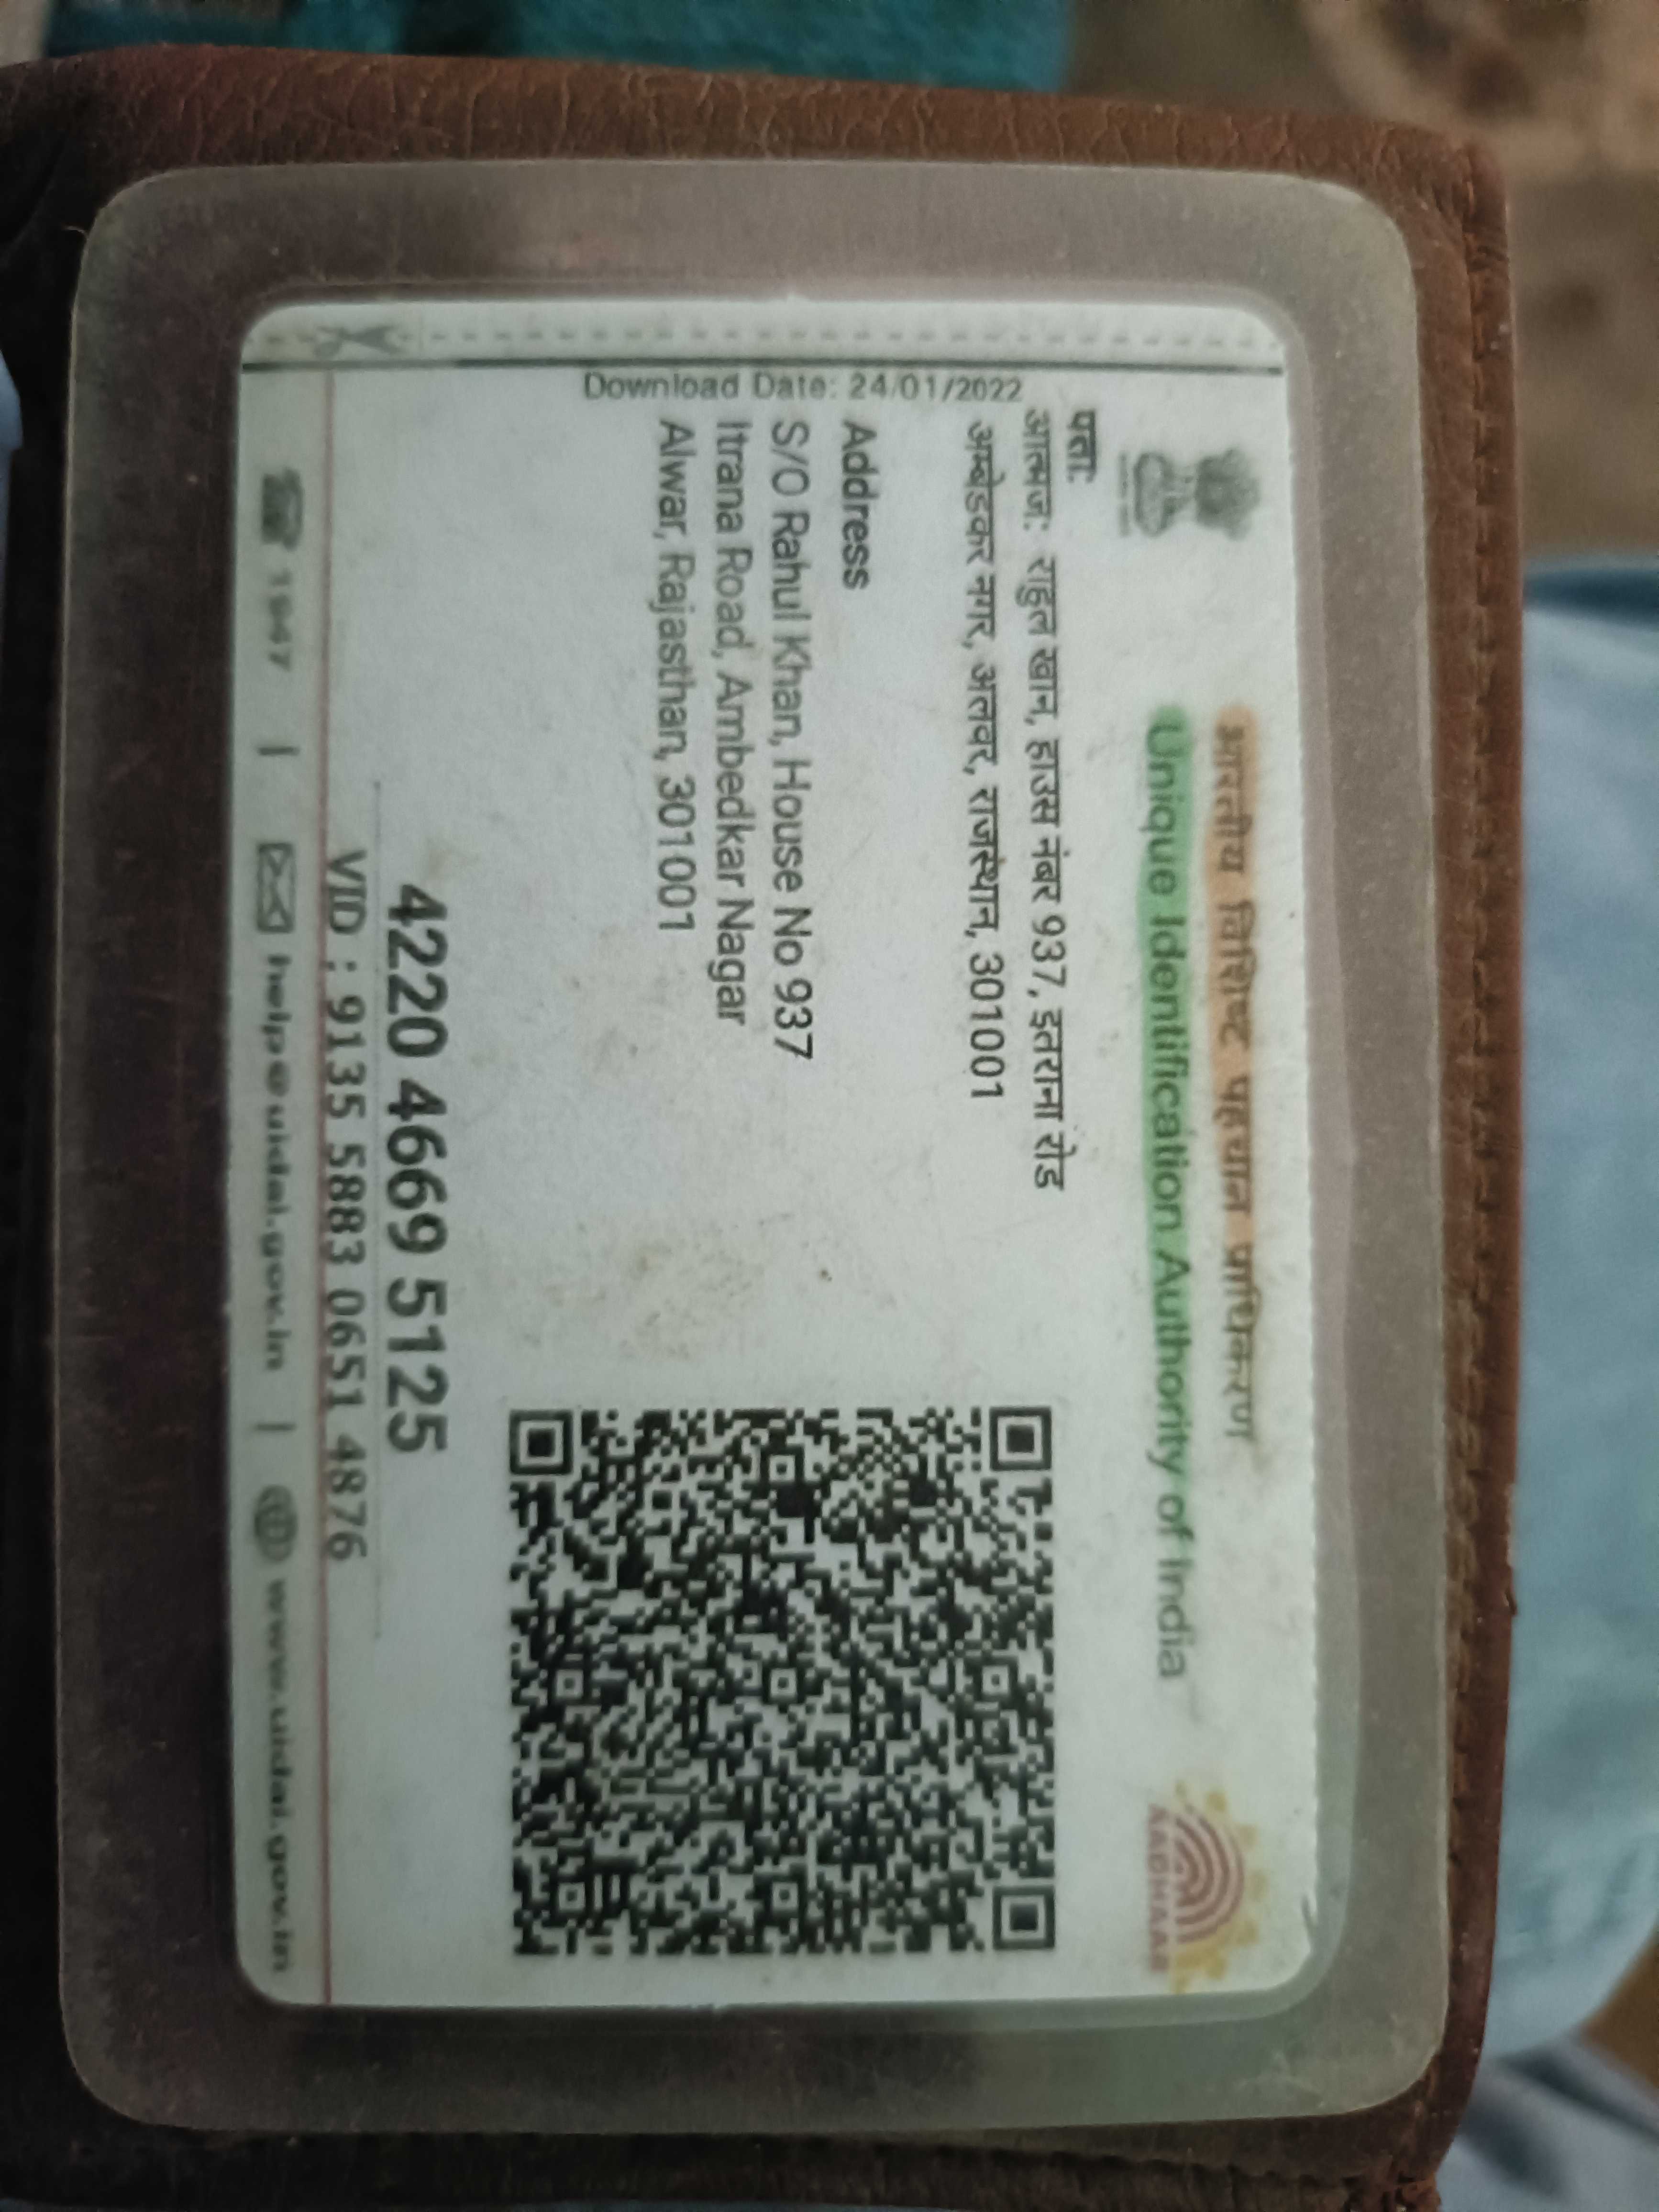 भारतीय विशिष्ट पहचान प्राधिकरण
Unique Identification Authority of India
AADHAAR
Download Date: 24/01/2022
पता:
आत्मज: राहुल खान, हाउस नंबर 937, इतराना रोड
अम्बेडकर नगर, अलवर, राजस्थान, 301001
Address
S/O Rahul Khan, House No 937
Itrana Road, Ambedkar Nagar
Alwar, Rajasthan, 301001
4220 4669 5125
VID : 9135 5883 0651 4876
1947 | help@uidai.gov.in | www.uidai.gov.in